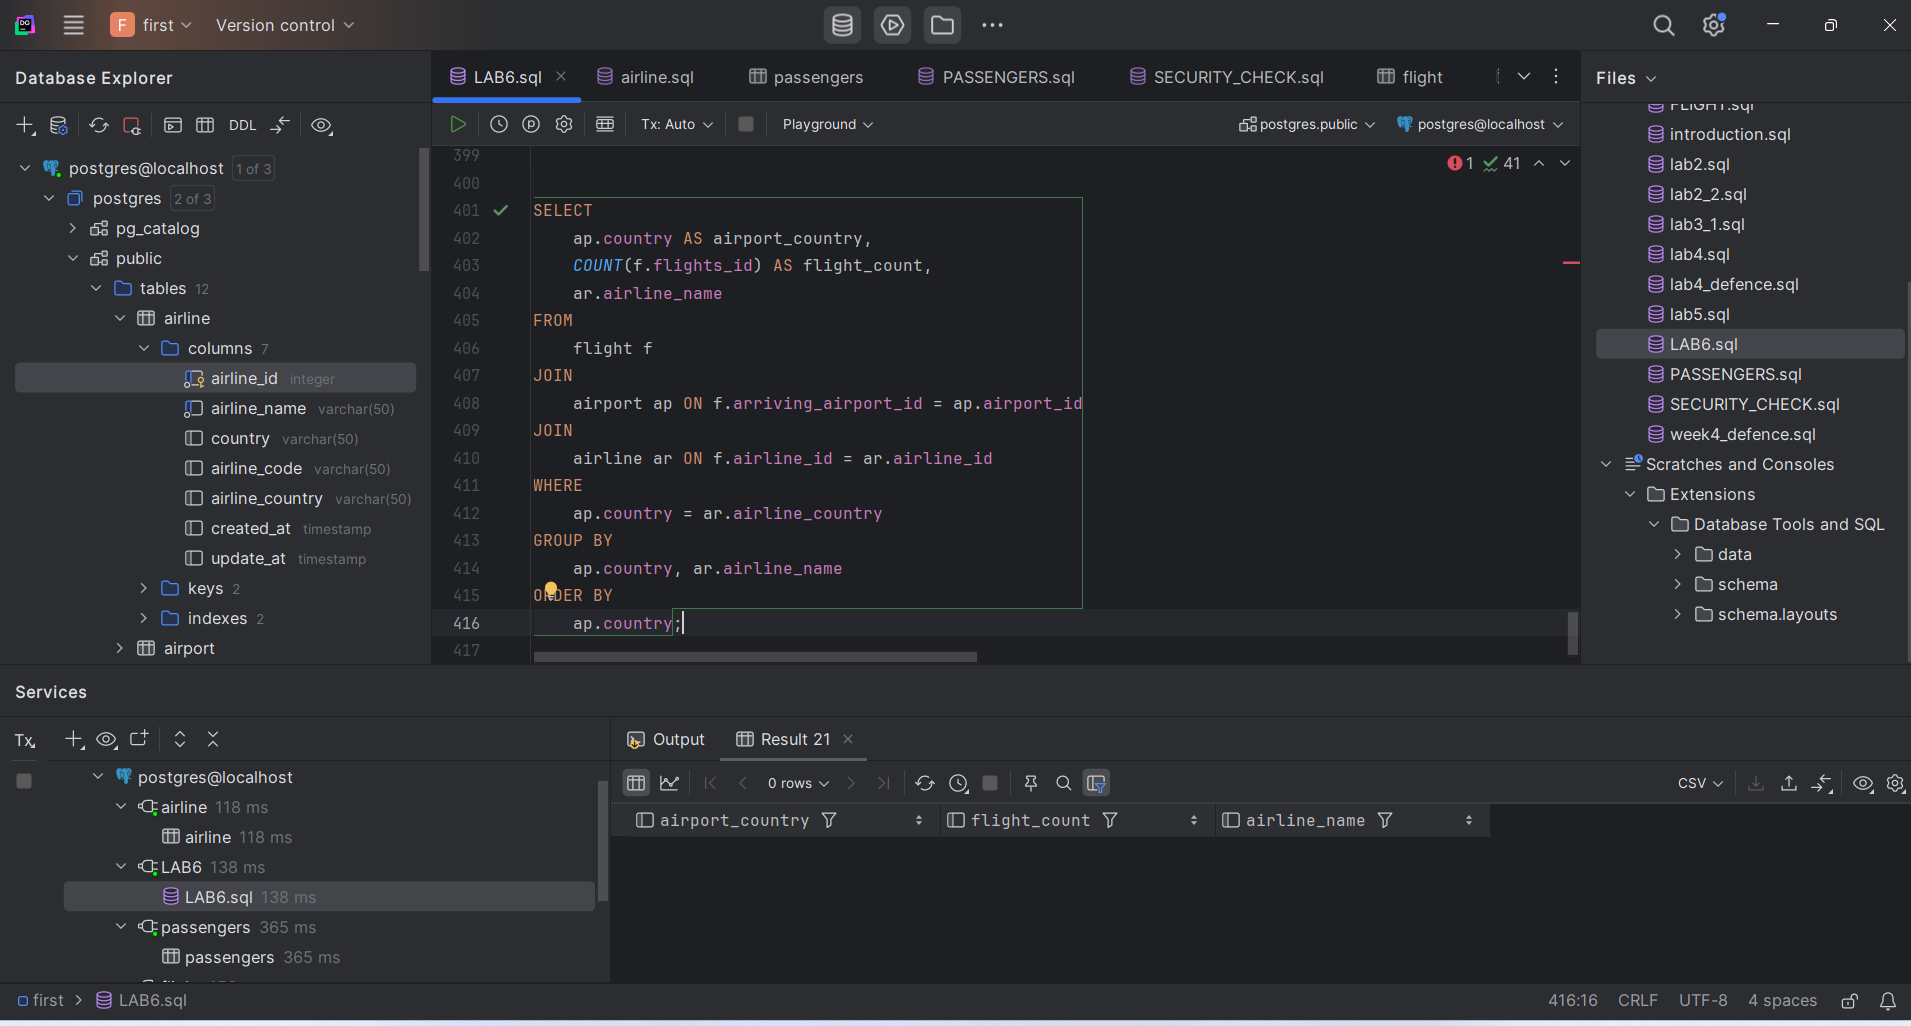 F first Version control
Database Explorer
LAB6.sql airline.sql passengers PASSENGERS.sql SECURITY_CHECK.sql flight
Files
DDL
Tx: Auto Playground postgres.public postgres@localhost
postgres@localhost 1 of 3
postgres 2 of 3
pg_catalog
public
tables 12
airline
columns 7
airline_id integer
airline_name varchar(50)
country varchar(50)
airline_code varchar(50)
airline_country varchar(50)
created_at timestamp
update_at timestamp
keys 2
indexes 2
airport
1 41
399
400
401 SELECT
402 ap.country AS airport_country,
403 COUNT(f.flights_id) AS flight_count,
404 ar.airline_name
405 FROM
406 flight f
407 JOIN
408 airport ap ON f.arriving_airport_id = ap.airport_id
409 JOIN
410 airline ar ON f.airline_id = ar.airline_id
411 WHERE
412 ap.country = ar.airline_country
413 GROUP BY
414 ap.country, ar.airline_name
415 ORDER BY
416 ap.country;
417
FLIGHT.sql
introduction.sql
lab2.sql
lab2_2.sql
lab3_1.sql
lab4.sql
lab4_defence.sql
lab5.sql
LAB6.sql
PASSENGERS.sql
SECURITY_CHECK.sql
week4_defence.sql
Scratches and Consoles
Extensions
Database Tools and SQL
data
schema
schema.layouts
Services
Tx
postgres@localhost
airline 118 ms
airline 118 ms
LAB6 138 ms
LAB6.sql 138 ms
passengers 365 ms
passengers 365 ms
Output Result 21
0 rows CSV
airport_country flight_count airline_name
first LAB6.sql
416:16 CRLF UTF-8 4 spaces